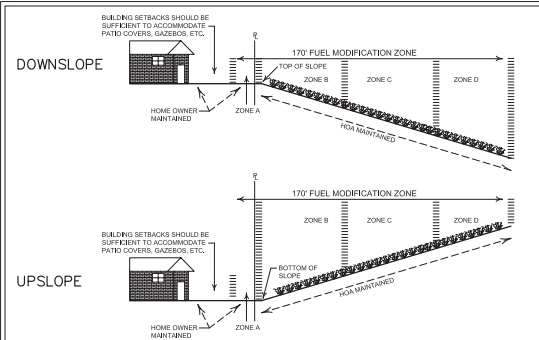 DOWNSLOPE
BUILDING SETBACKS SHOULD BE
SUFFICIENT TO ACCOMMODATE
PATIO COVERS, GAZEBOS, ETC.
℄
170' FUEL MODIFICATION ZONE
TOP OF SLOPE
ZONE B
ZONE C
ZONE D
HOME OWNER
MAINTAINED
ZONE A
HOA MAINTAINED
UPSLOPE
℄
170' FUEL MODIFICATION ZONE
ZONE B
ZONE C
ZONE D
BUILDING SETBACKS SHOULD BE
SUFFICIENT TO ACCOMMODATE
PATIO COVERS, GAZEBOS, ETC.
BOTTOM OF
SLOPE
HOME OWNER
MAINTAINED
ZONE A
HOA MAINTAINED